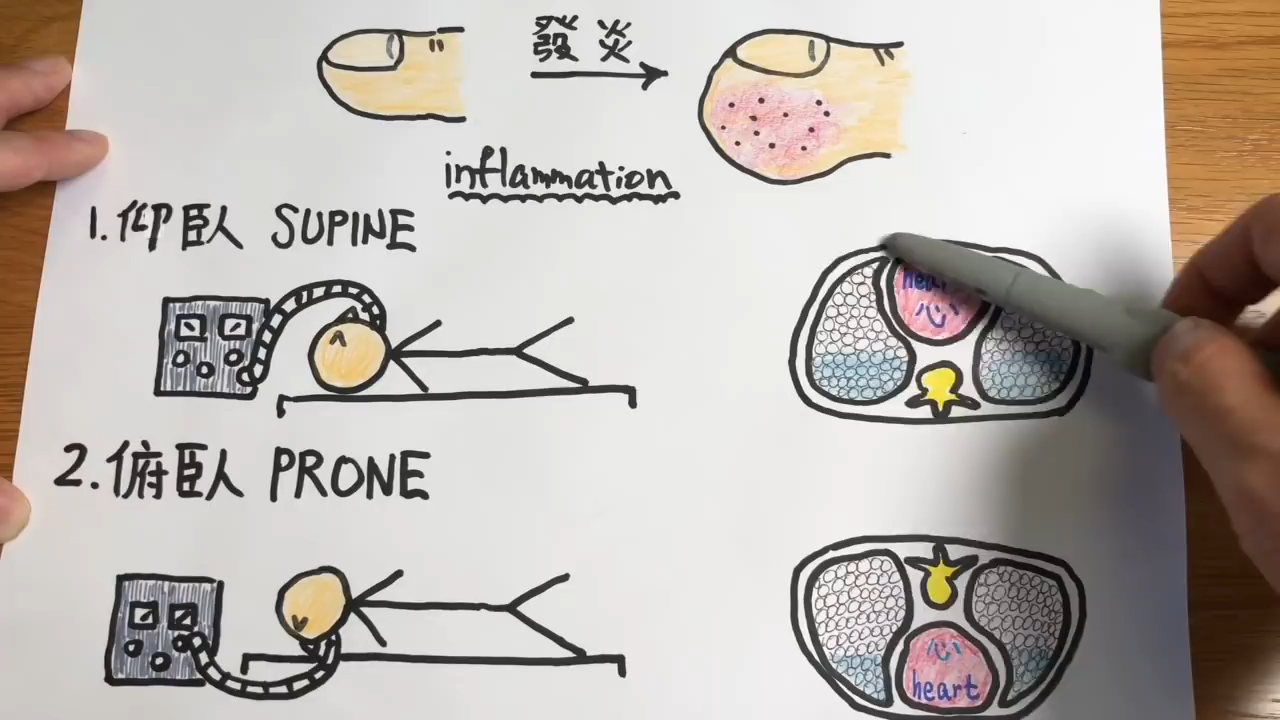 發炎
inflammation
1. 仰臥 SUPINE
心
2. 俯臥 PRONE
心
heart